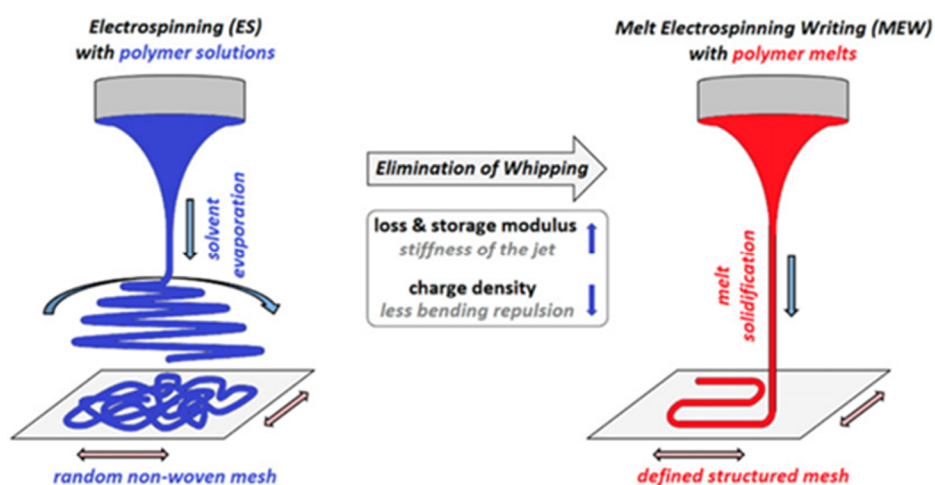 Electrospinning (ES)
with polymer solutions
solvent
evaporation
random non-woven mesh
Elimination of Whipping
loss & storage modulus
stiffness of the jet
charge density
less bending repulsion
Melt Electrospinning Writing (MEW)
with polymer melts
melt
solidification
defined structured mesh